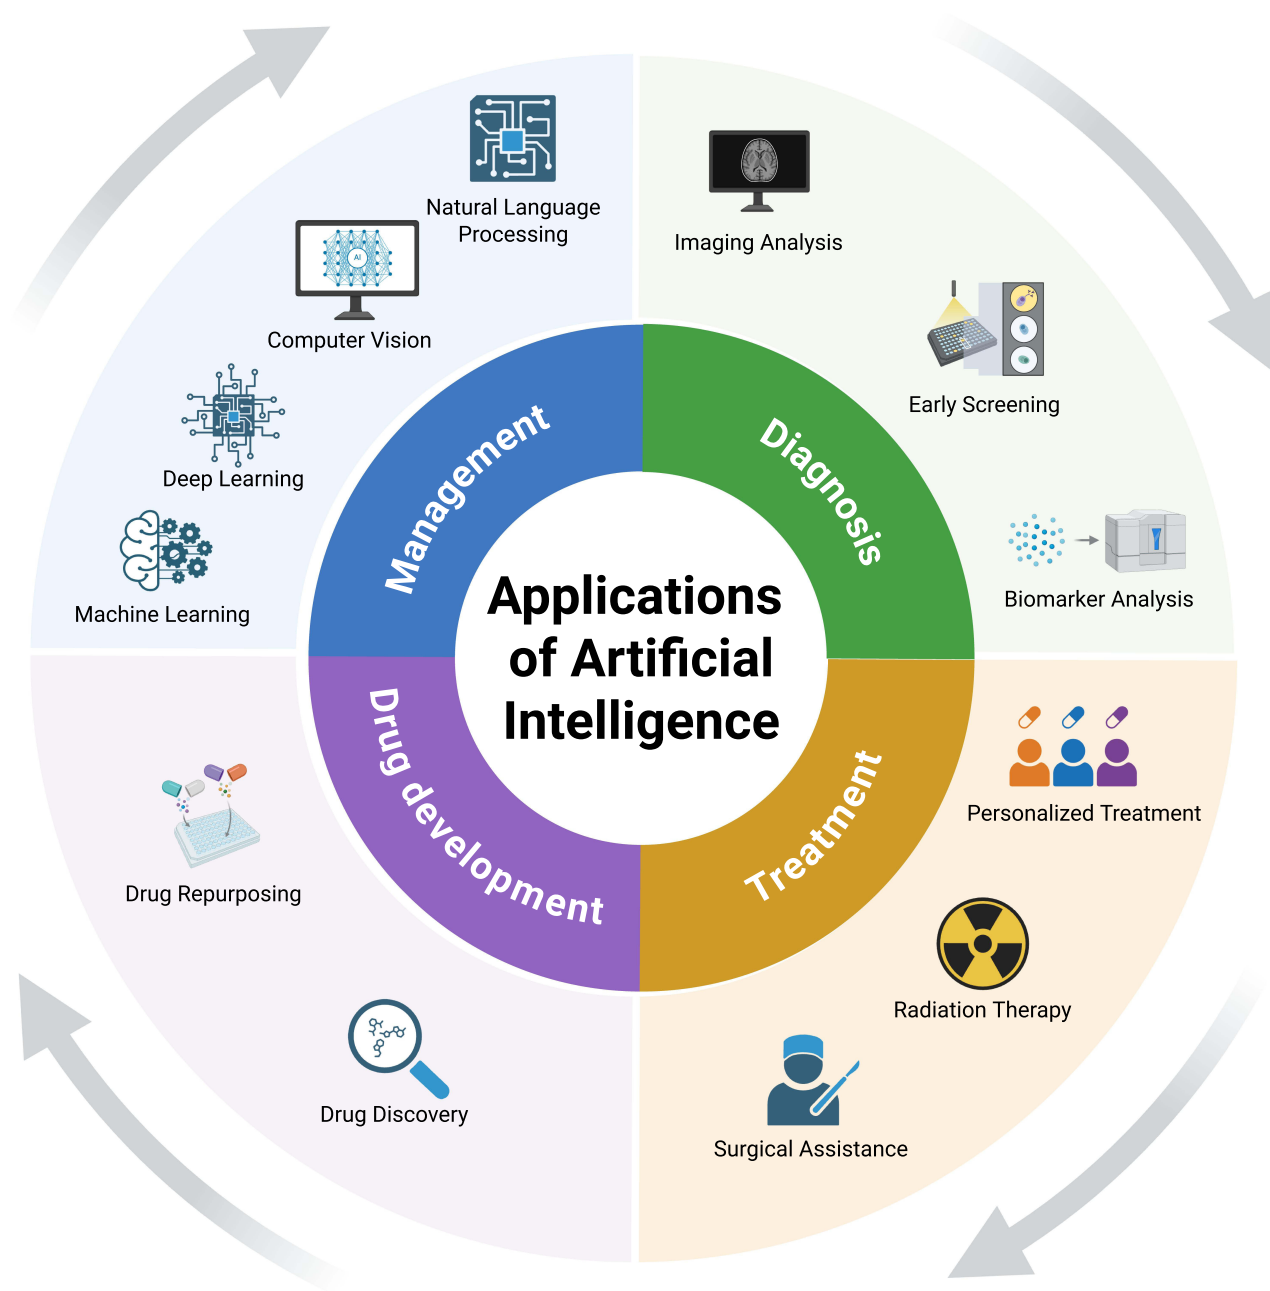 Applications
of Artificial
Intelligence
Management
Natural Language
Processing
AI
Computer Vision
Deep Learning
Machine Learning
Diagnosis
Imaging Analysis
Early Screening
Biomarker Analysis
Treatment
Personalized Treatment
Radiation Therapy
Surgical Assistance
Drug development
Drug Repurposing
Drug Discovery